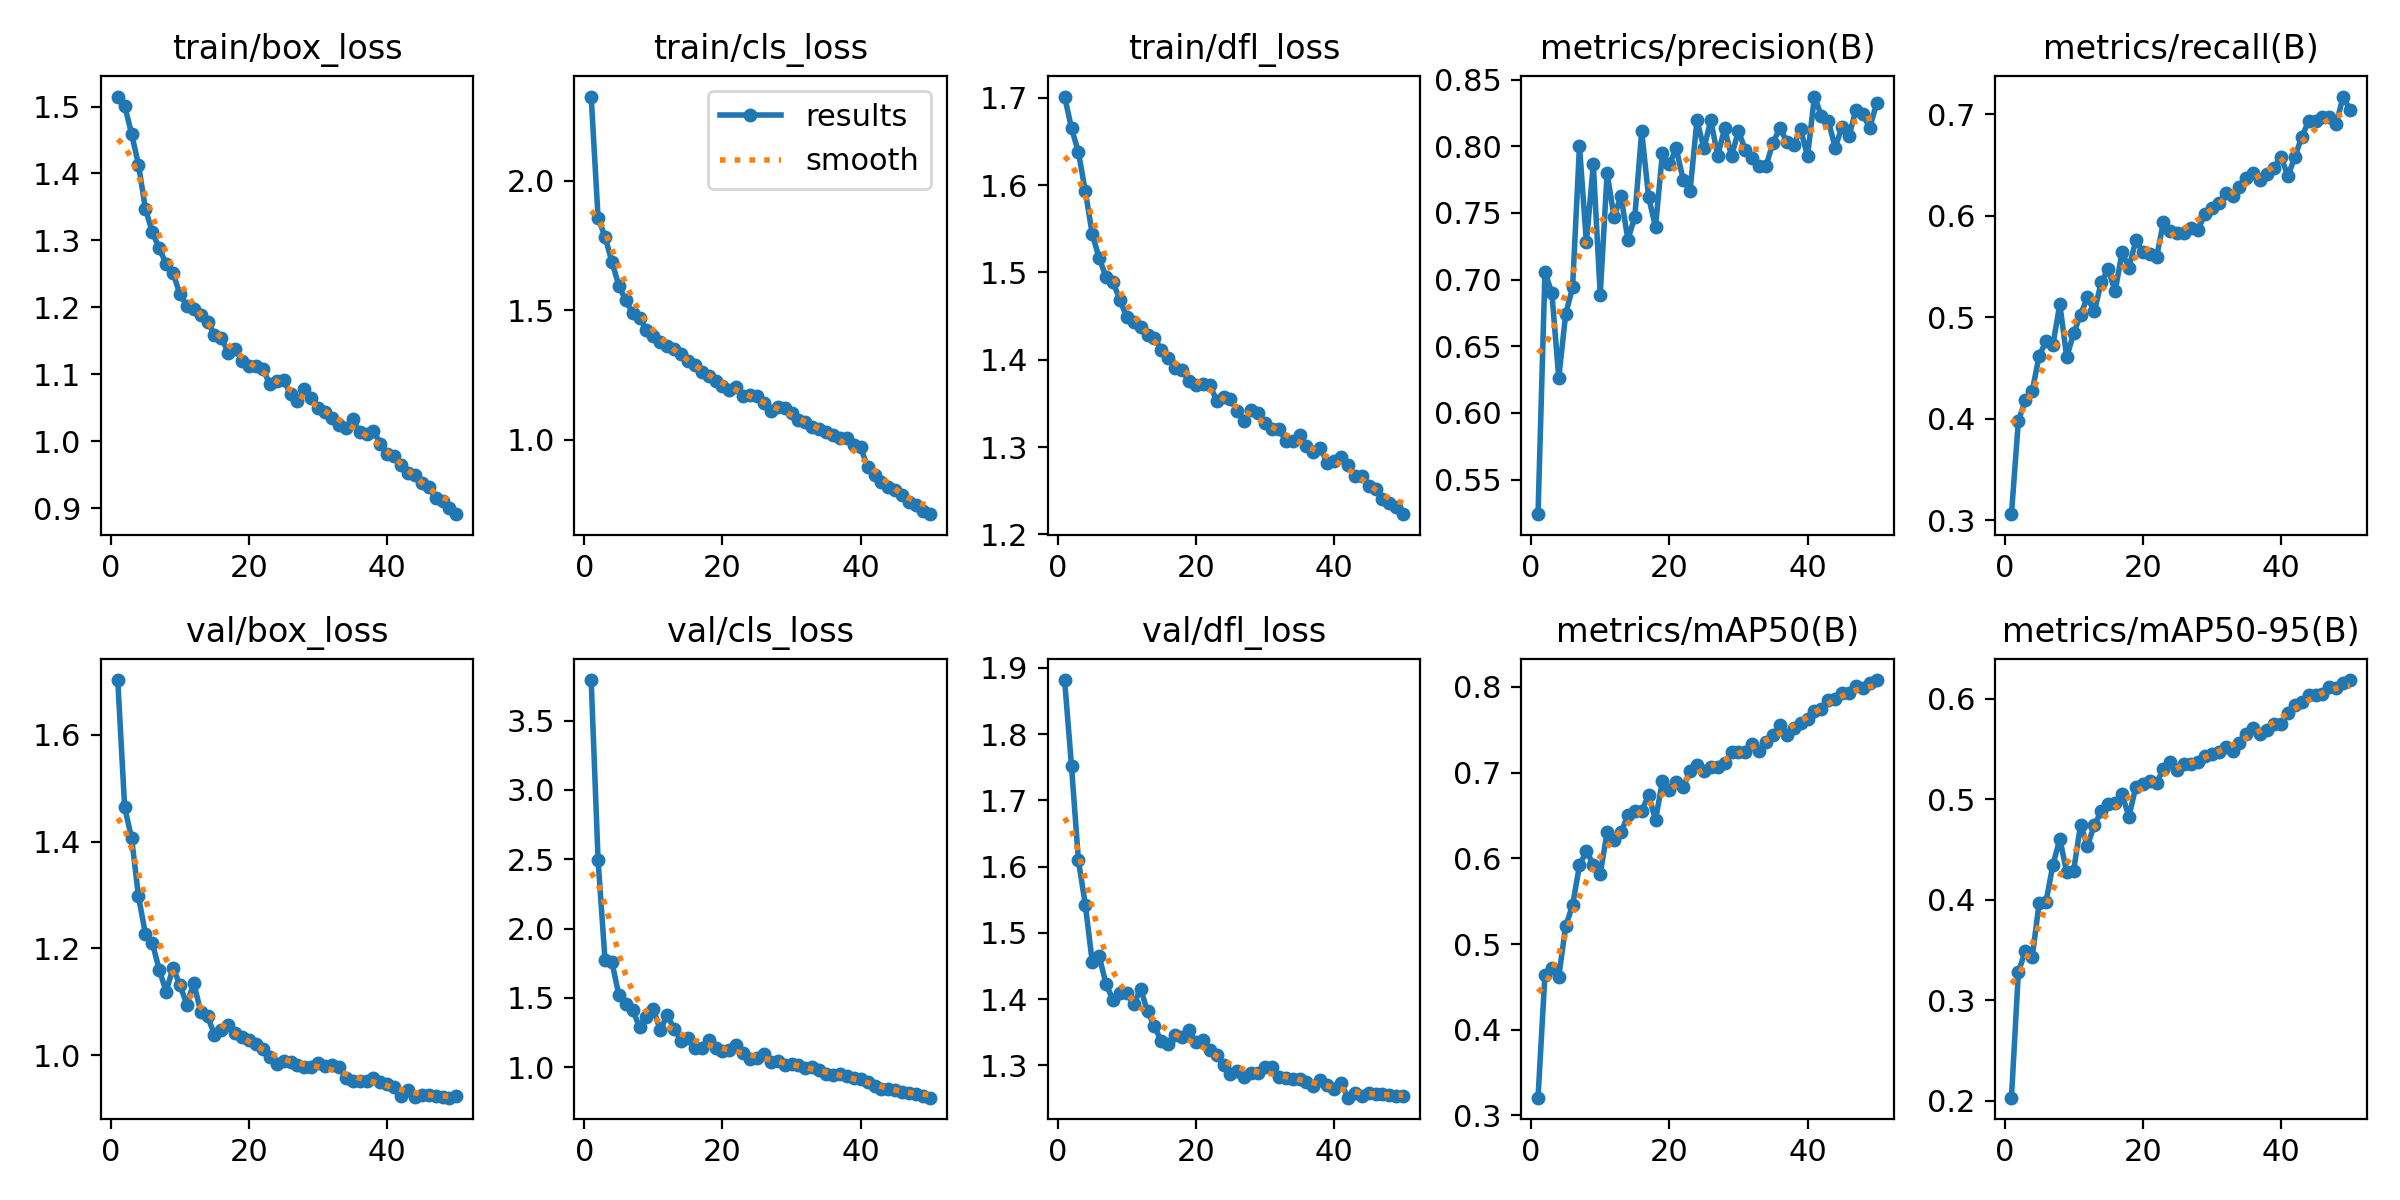 train/box_loss
train/cls_loss
train/dfl_loss
metrics/precision(B)
metrics/recall(B)
1.5
1.4
1.3
1.2
1.1
1.0
0.9
0 20 40
results
smooth
2.0
1.5
1.0
0 20 40
1.7
1.6
1.5
1.4
1.3
1.2
0 20 40
0.85
0.80
0.75
0.70
0.65
0.60
0.55
0 20 40
0.7
0.6
0.5
0.4
0.3
0 20 40
val/box_loss
val/cls_loss
val/dfl_loss
metrics/mAP50(B)
metrics/mAP50-95(B)
1.6
1.4
1.2
1.0
0 20 40
3.5
3.0
2.5
2.0
1.5
1.0
0 20 40
1.9
1.8
1.7
1.6
1.5
1.4
1.3
0 20 40
0.8
0.7
0.6
0.5
0.4
0.3
0 20 40
0.6
0.5
0.4
0.3
0.2
0 20 40